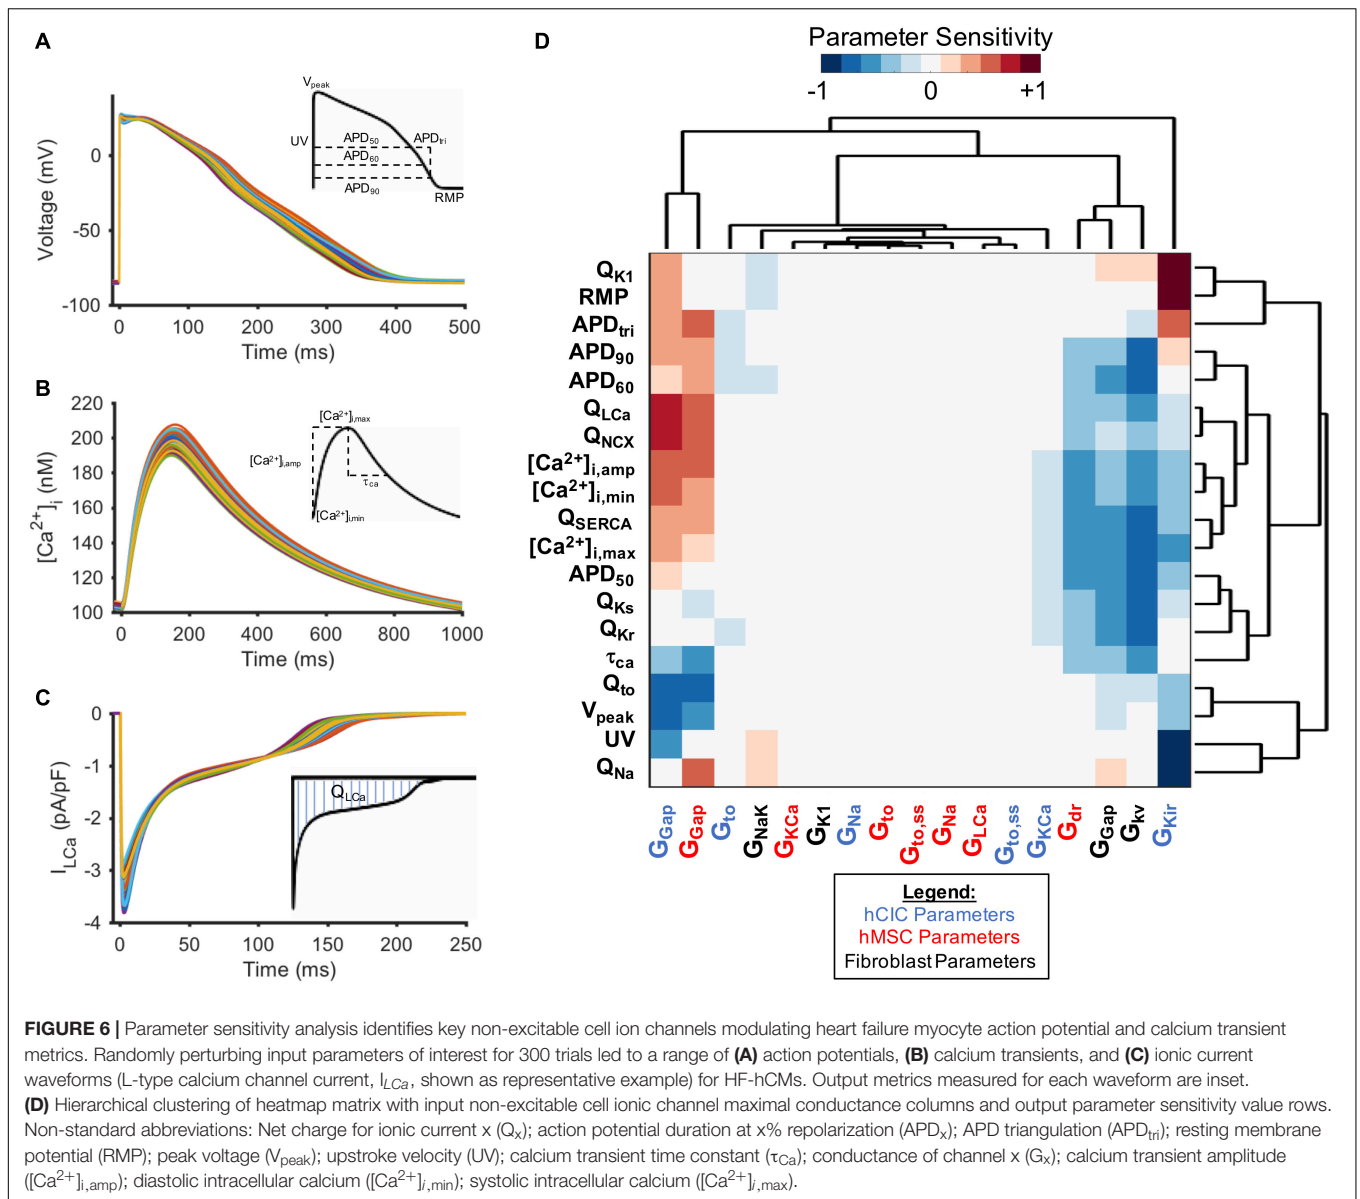 A
Voltage (mV)
0
-50
-100
0 100 200 300 400 500
Time (ms)
Vpeak
UV
APD50
APDtri
APD60
APD90
RMP
B
[Ca2+]i (nM)
220
200
180
160
140
120
100
0 200 400 600 800 1000
Time (ms)
[Ca2+]i,max
[Ca2+]i,amp
τca
[Ca2+]i,min
C
ILCa (pA/pF)
0
-1
-2
-3
-4
0 50 100 150 200 250
Time (ms)
QLCa
D
Parameter Sensitivity
-1 0 +1
QK1
RMP
APDtri
APD90
APD60
QLCa
QNCX
[Ca2+]i,amp
[Ca2+]i,min
QSERCA
[Ca2+]i,max
APD50
QKs
QKr
τca
Qto
Vpeak
UV
QNa
GGap GGap Gto GNaK GKCa GK1 GNa Gto Gto,ss GNa GLCa Gto,ss GKCa Gdr GGap Gkv GKir
Legend:
hCIC Parameters
hMSC Parameters
Fibroblast Parameters
FIGURE 6 | Parameter sensitivity analysis identifies key non-excitable cell ion channels modulating heart failure myocyte action potential and calcium transient
metrics. Randomly perturbing input parameters of interest for 300 trials led to a range of (A) action potentials, (B) calcium transients, and (C) ionic current
waveforms (L-type calcium channel current, ILCa, shown as representative example) for HF-hCMs. Output metrics measured for each waveform are inset.
(D) Hierarchical clustering of heatmap matrix with input non-excitable cell ionic channel maximal conductance columns and output parameter sensitivity value rows.
Non-standard abbreviations: Net charge for ionic current x (Qx); action potential duration at x% repolarization (APDx); APD triangulation (APDtri); resting membrane
potential (RMP); peak voltage (Vpeak); upstroke velocity (UV); calcium transient time constant (τCa); conductance of channel x (Gx); calcium transient amplitude
([Ca2+]i,amp); diastolic intracellular calcium ([Ca2+]i,min); systolic intracellular calcium ([Ca2+]i,max).